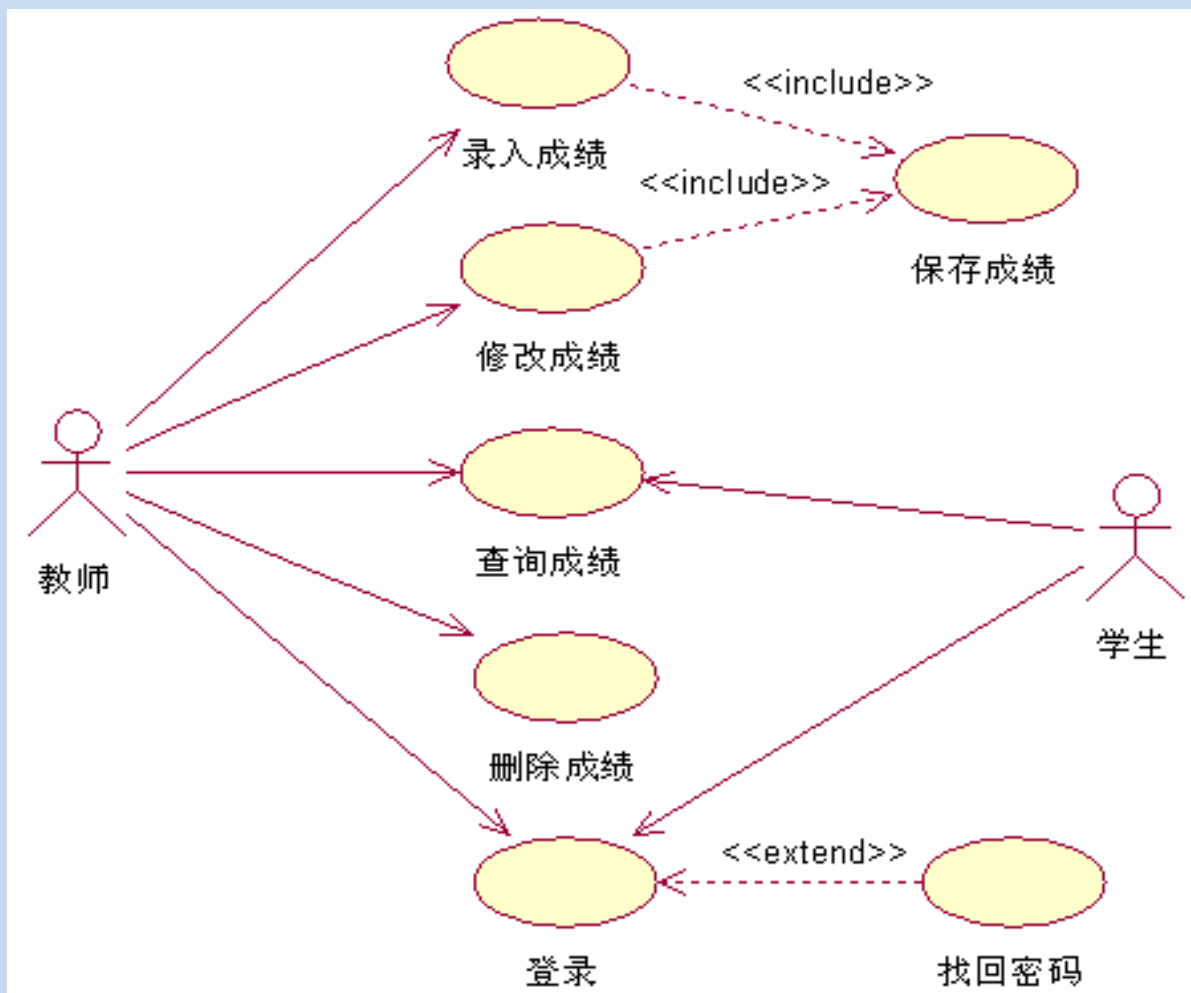 <<include>>
录入成绩
<<include>>
保存成绩
修改成绩
查询成绩
教师
学生
删除成绩
<<extend>>
登录
找回密码